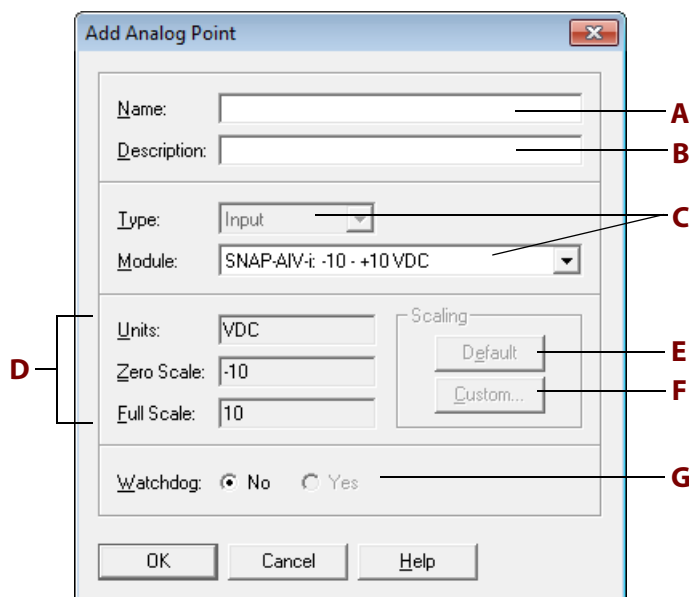 Add Analog Point
Name: A
Description: B
Type: Input C
Module: SNAP-AIV-i: -10 - +10 VDC
D
Units: VDC
Zero Scale: -10
Full Scale: 10
Scaling
Default E
Custom... F
Watchdog: No Yes G
OK Cancel Help